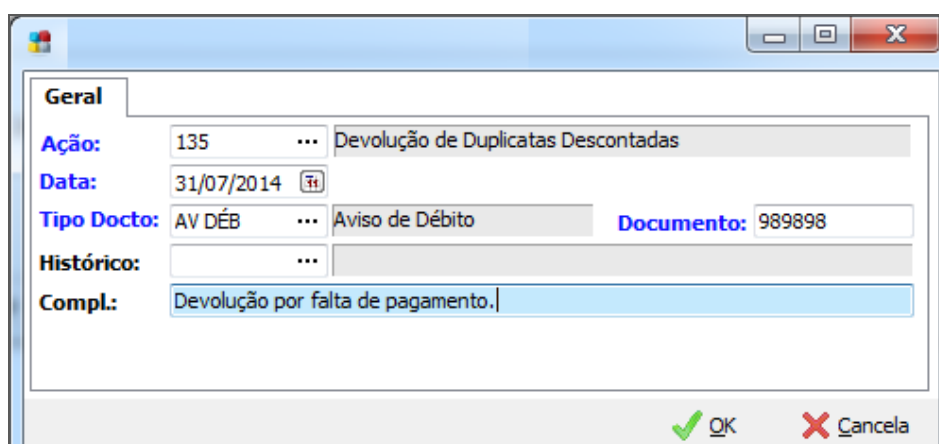 Geral
Ação: 135 ... Devolução de Duplicatas Descontadas
Data: 31/07/2014
Tipo Docto: AV DÉB ... Aviso de Débito Documento: 989898
Histórico: ...
Compl.: Devolução por falta de pagamento.
OK Cancela